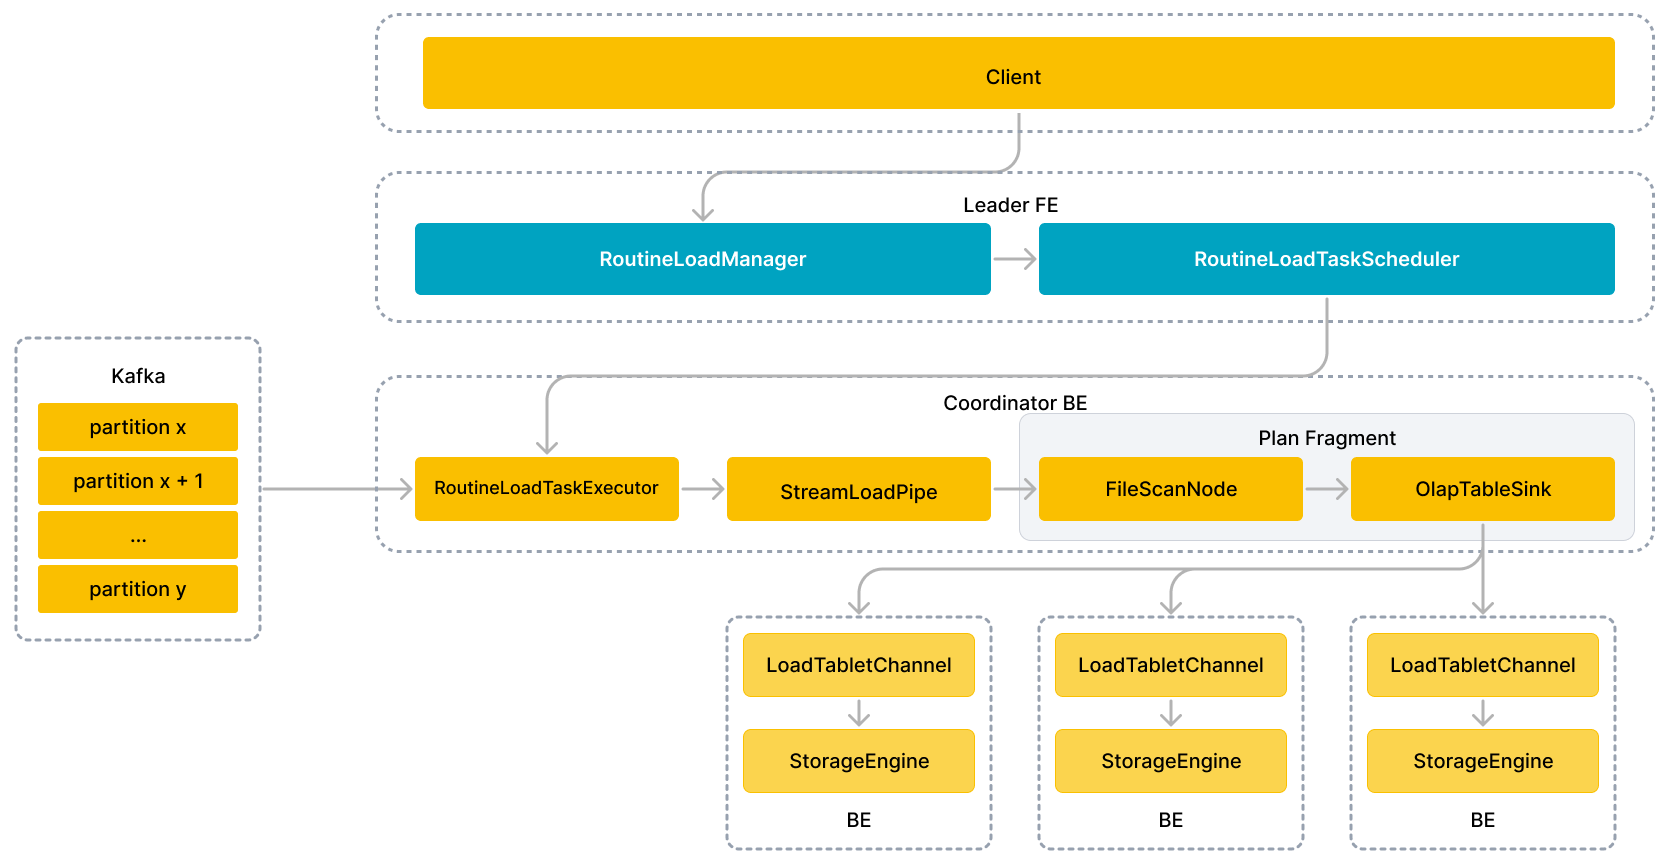 Client
Leader FE
RoutineLoadManager
RoutineLoadTaskScheduler
Kafka
partition x
partition x + 1
...
partition y
Coordinator BE
Plan Fragment
RoutineLoadTaskExecutor
StreamLoadPipe
FileScanNode
OlapTableSink
LoadTabletChannel
StorageEngine
BE
LoadTabletChannel
StorageEngine
BE
LoadTabletChannel
StorageEngine
BE